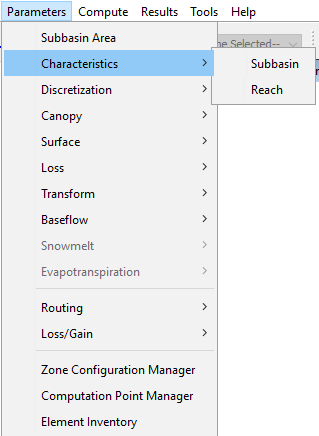 Parameters Compute Results Tools Help
Subbasin Area
ne Selected--
Characteristics
Subbasin
Discretization
Reach
Canopy
Surface
Loss
Transform
Baseflow
Snowmelt
Evapotranspiration
Routing
Loss/Gain
Zone Configuration Manager
Computation Point Manager
Element Inventory